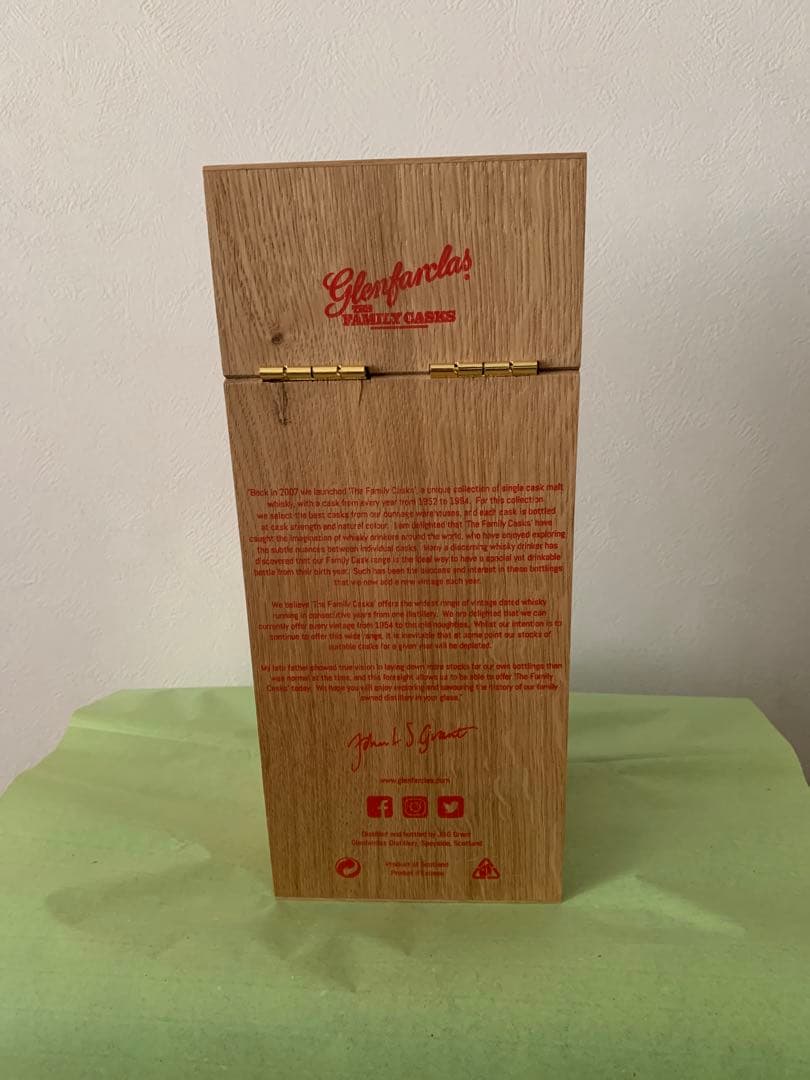 Glenfarclas
THE
FAMILY CASKS
"Back in 2007 we launched 'The Family Casks', a unique collection of single cask malt
whisky, with a cask from every year from 1952 to 1994. For this collection
we select the best casks from our dunnage warehouses, and each cask is bottled
at cask strength and natural colour. I am delighted that 'The Family Casks' have
caught the imagination of whisky drinkers around the world, who have enjoyed exploring
the subtle nuances between individual casks. Many a discerning whisky drinker has
discovered that our Family Cask range is the ideal way to have a special yet drinkable
bottle from their birth year. Such has been the success and interest in these bottlings
that we now add a new vintage each year.
We believe 'The Family Casks' offers the widest range of vintage dated whisky
running in consecutive years from one distillery. We are delighted that we can
currently offer every vintage from 1954 to the mid noughties. Whilst our intention is to
continue to offer this wide range, it is inevitable that at some point our stocks of
suitable casks for a given year will be depleted.
My late father showed true vision in laying down more stocks for our own bottlings than
was normal at the time, and this foresight allows us to be able to offer 'The Family
Casks' today. We hope you will enjoy exploring and savouring the history of our family
owned distillery in your glass."
John L S Grant
www.glenfarclas.com
Distilled and bottled by J&G Grant
Glenfarclas Distillery, Speyside, Scotland
Product of Scotland
Produit d'Ecosse